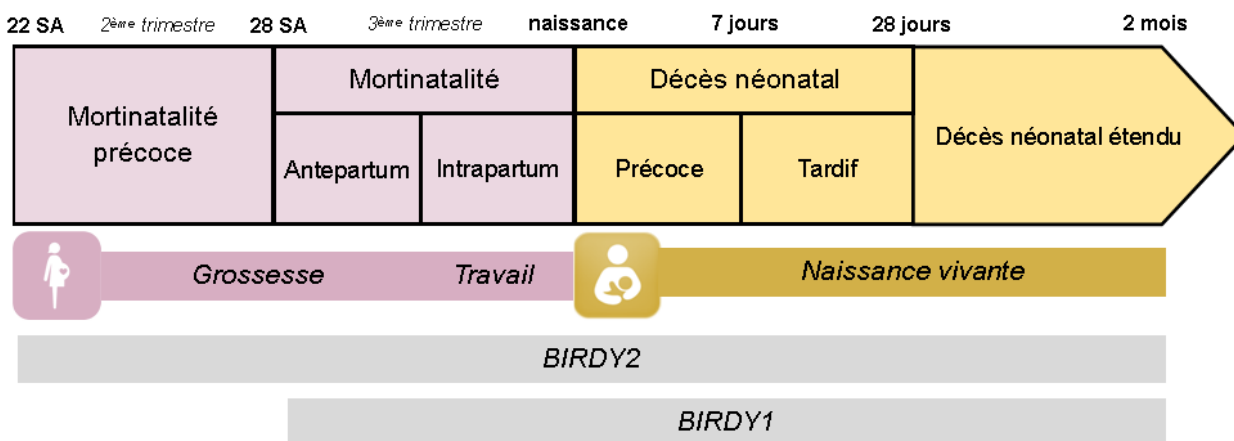 22 SA 2ème trimestre 28 SA 3ème trimestre naissance 7 jours 28 jours 2 mois
Mortinatalité
précoce
Mortinatalité
Décès néonatal
Décès néonatal étendu
Antepartum
Intrapartum
Précoce
Tardif
Grossesse
Travail
Naissance vivante
BIRDY2
BIRDY1